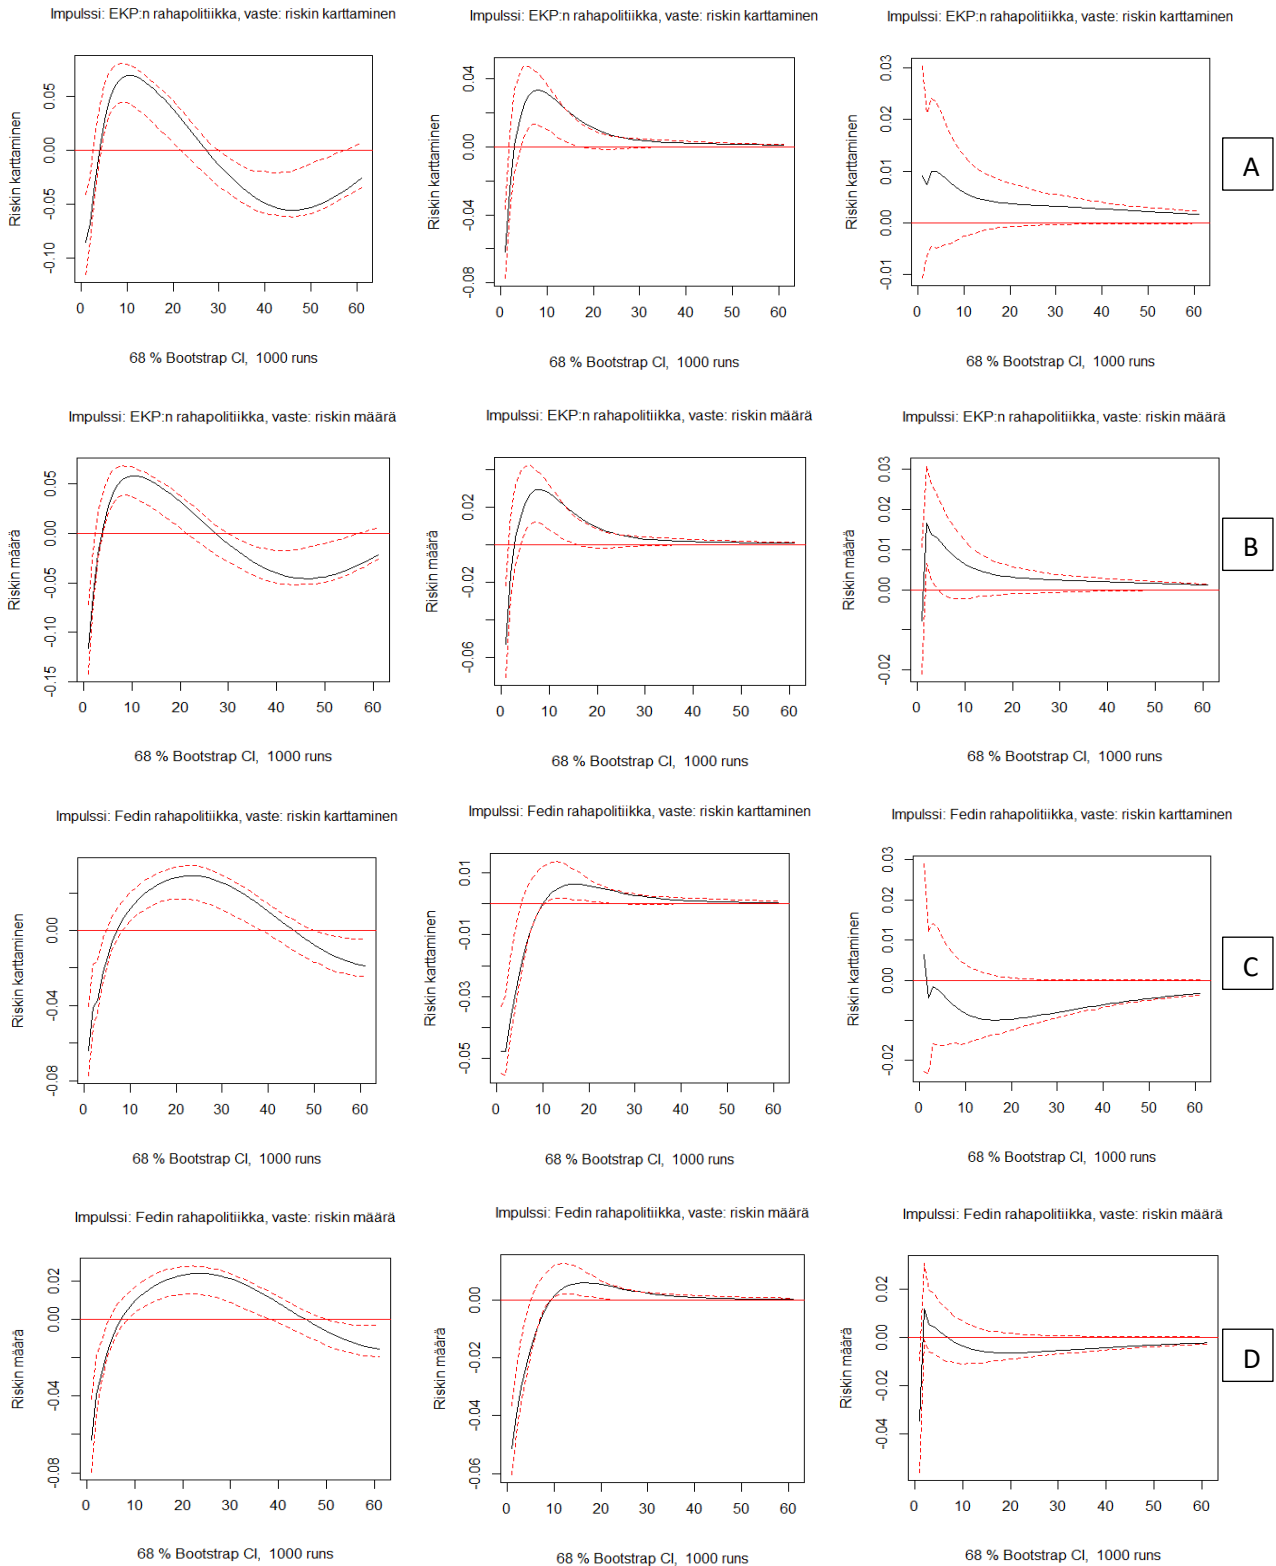 Impulssi: EKP:n rahapolitiikka, vaste: riskin karttaminen
Riskin karttaminen
0.05
0.00
-0.05
-0.10
0 10 20 30 40 50 60
68 % Bootstrap CI, 1000 runs
Impulssi: EKP:n rahapolitiikka, vaste: riskin karttaminen
Riskin karttaminen
0.04
0.00
-0.04
-0.08
0 10 20 30 40 50 60
68 % Bootstrap CI, 1000 runs
Impulssi: EKP:n rahapolitiikka, vaste: riskin karttaminen
Riskin karttaminen
0.03
0.02
0.01
0.00
-0.01
0 10 20 30 40 50 60
68 % Bootstrap CI, 1000 runs
A
Impulssi: EKP:n rahapolitiikka, vaste: riskin määrä
Riskin määrä
0.05
0.00
-0.05
-0.10
-0.15
0 10 20 30 40 50 60
68 % Bootstrap CI, 1000 runs
Impulssi: EKP:n rahapolitiikka, vaste: riskin määrä
Riskin määrä
0.02
-0.02
-0.06
0 10 20 30 40 50 60
68 % Bootstrap CI, 1000 runs
Impulssi: EKP:n rahapolitiikka, vaste: riskin määrä
Riskin määrä
0.03
0.01
0.00
-0.02
0 10 20 30 40 50 60
68 % Bootstrap CI, 1000 runs
B
Impulssi: Fedin rahapolitiikka, vaste: riskin karttaminen
Riskin karttaminen
0.00
-0.04
-0.08
0 10 20 30 40 50 60
68 % Bootstrap CI, 1000 runs
Impulssi: Fedin rahapolitiikka, vaste: riskin karttaminen
Riskin karttaminen
0.01
-0.01
-0.03
-0.05
0 10 20 30 40 50 60
68 % Bootstrap CI, 1000 runs
Impulssi: Fedin rahapolitiikka, vaste: riskin karttaminen
Riskin karttaminen
0.03
0.01
0.00
-0.02
0 10 20 30 40 50 60
68 % Bootstrap CI, 1000 runs
C
Impulssi: Fedin rahapolitiikka, vaste: riskin määrä
Riskin määrä
0.02
0.00
-0.04
-0.08
0 10 20 30 40 50 60
68 % Bootstrap CI, 1000 runs
Impulssi: Fedin rahapolitiikka, vaste: riskin määrä
Riskin määrä
0.00
-0.02
-0.04
-0.06
0 10 20 30 40 50 60
68 % Bootstrap CI, 1000 runs
Impulssi: Fedin rahapolitiikka, vaste: riskin määrä
Riskin määrä
0.02
0.00
-0.02
-0.04
0 10 20 30 40 50 60
68 % Bootstrap CI, 1000 runs
D